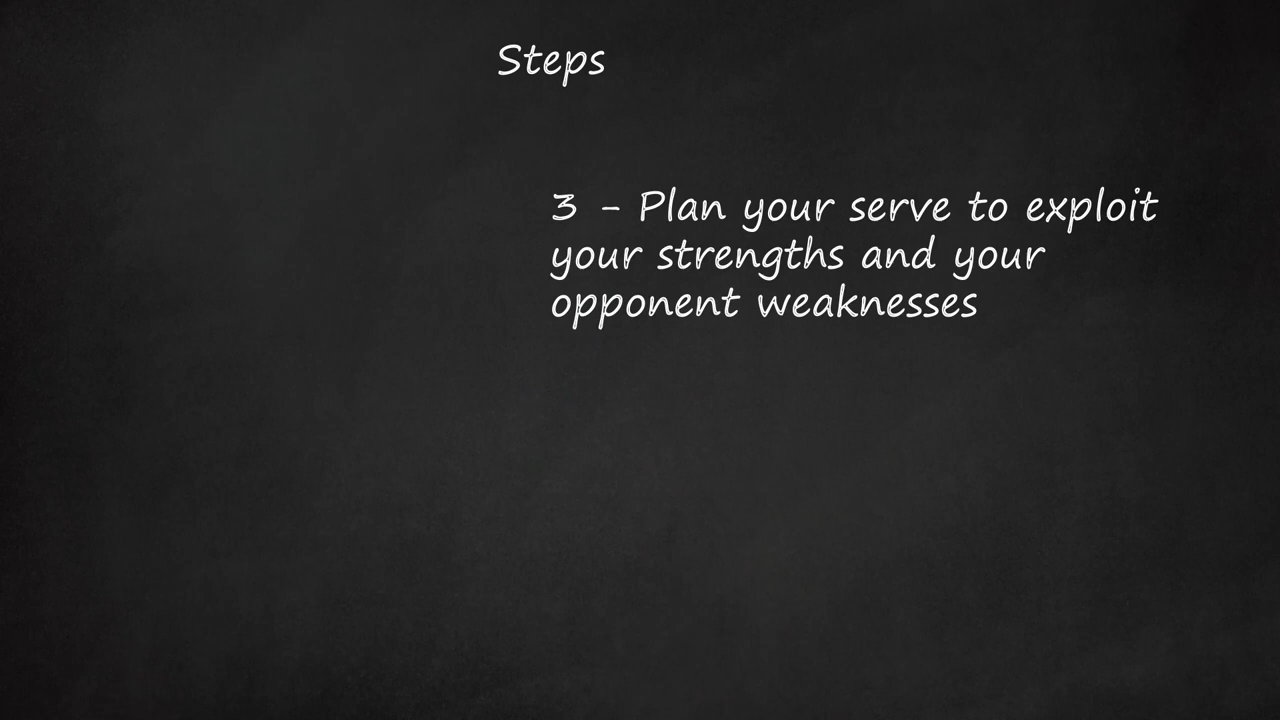 Steps
3 - Plan your serve to exploit
your strengths and your
opponent weaknesses